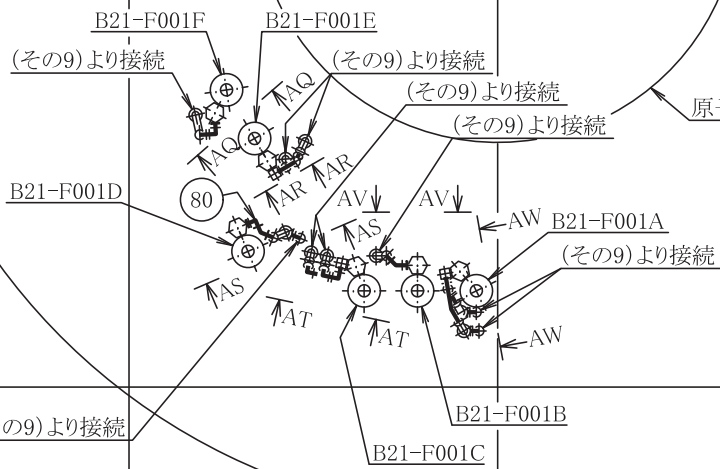 B21-F001F
B21-F001E
(その9)より接続
(その9)より接続
AQ
(その9)より接続
原子
(その9)より接続
AQ
AR
AR
B21-F001D
80
AV
AV
AS
AW
B21-F001A
(その9)より接続
AS
AT
AT
AW
B21-F001B
の9)より接続
B21-F001C